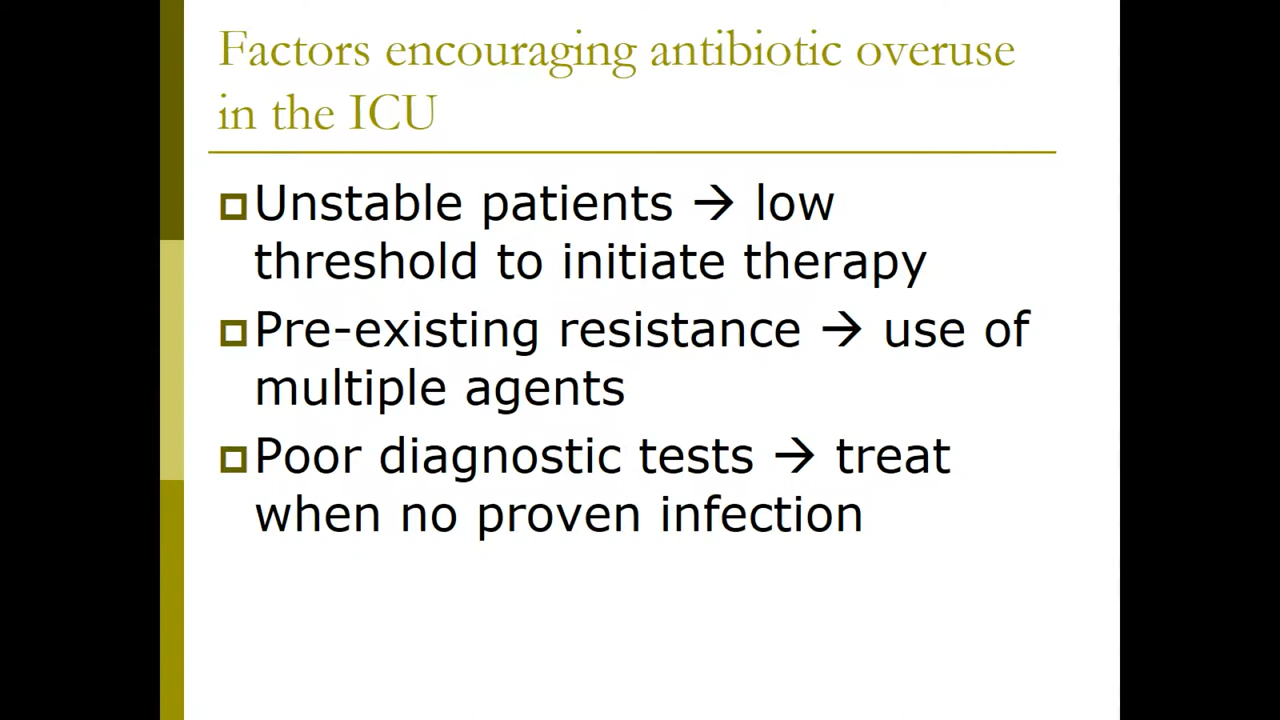 Factors encouraging antibiotic overuse
in the ICU
Unstable patients → low
threshold to initiate therapy
Pre-existing resistance → use of
multiple agents
Poor diagnostic tests → treat
when no proven infection